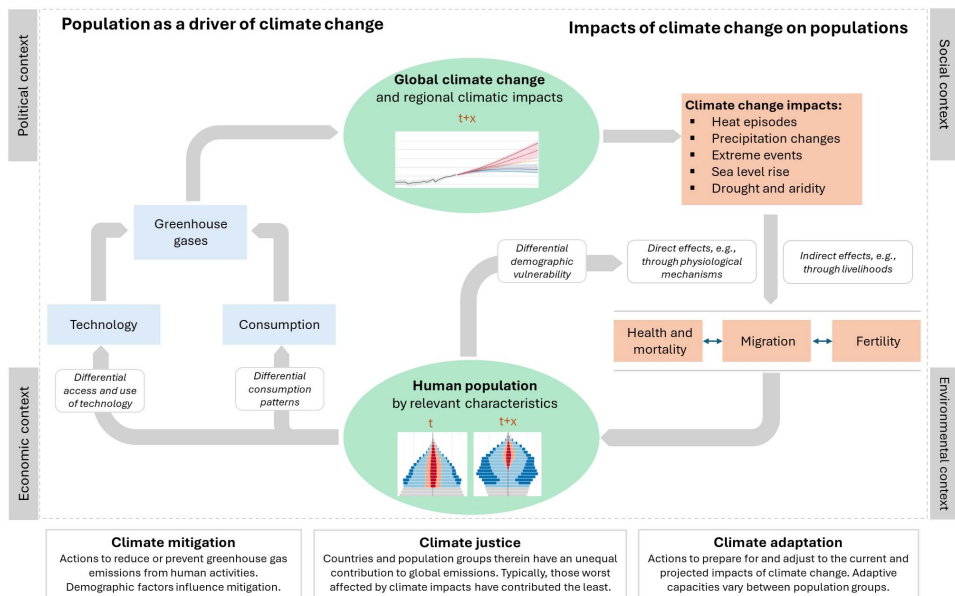 Population as a driver of climate change
Impacts of climate change on populations
Political context
Social context
Global climate change
and regional climatic impacts
t+x
Climate change impacts:
▪ Heat episodes
▪ Precipitation changes
▪ Extreme events
▪ Sea level rise
▪ Drought and aridity
Greenhouse
gases
Differential
demographic
vulnerability
Direct effects, e.g.,
through physiological
mechanisms
Indirect effects, e.g.,
through livelihoods
Technology
Consumption
Health and
mortality
Migration
Fertility
Differential
access and use
of technology
Differential
consumption
patterns
Human population
by relevant characteristics
t
t+x
Economic context
Environmental context
Climate mitigation
Actions to reduce or prevent greenhouse gas
emissions from human activities.
Demographic factors influence mitigation.
Climate justice
Countries and population groups therein have an unequal
contribution to global emissions. Typically, those worst
affected by climate impacts have contributed the least.
Climate adaptation
Actions to prepare for and adjust to the current and
projected impacts of climate change. Adaptive
capacities vary between population groups.